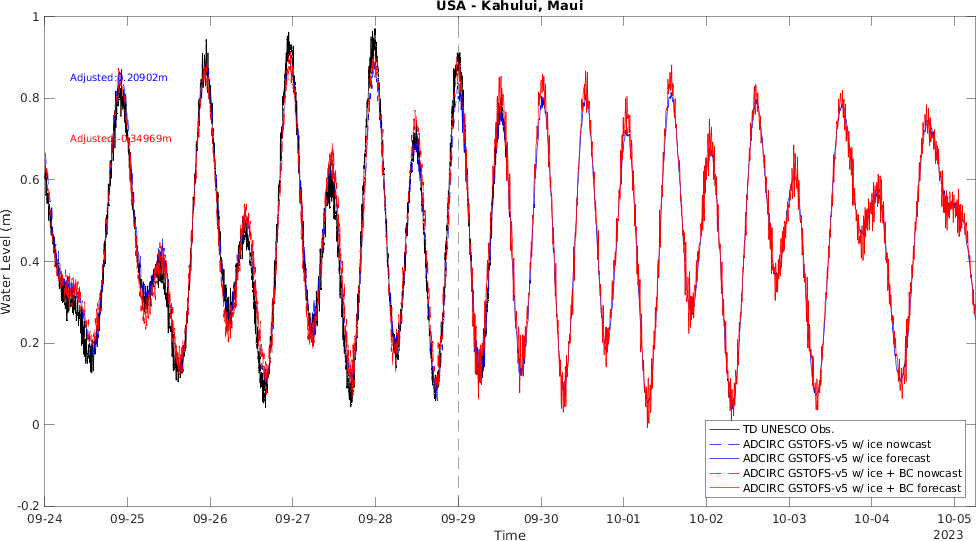 USA - Kahului, Maui
1
0.8
0.6
0.4
0.2
0
-0.2
Water Level (m)
Adjusted:0.20902m
Adjusted:-0.34969m
TD UNESCO Obs.
ADCIRC GSTOFS-v5 w/ ice nowcast
ADCIRC GSTOFS-v5 w/ ice forecast
ADCIRC GSTOFS-v5 w/ ice + BC nowcast
ADCIRC GSTOFS-v5 w/ ice + BC forecast
09-24 09-25 09-26 09-27 09-28 09-29 09-30 10-01 10-02 10-03 10-04 10-05
Time
2023